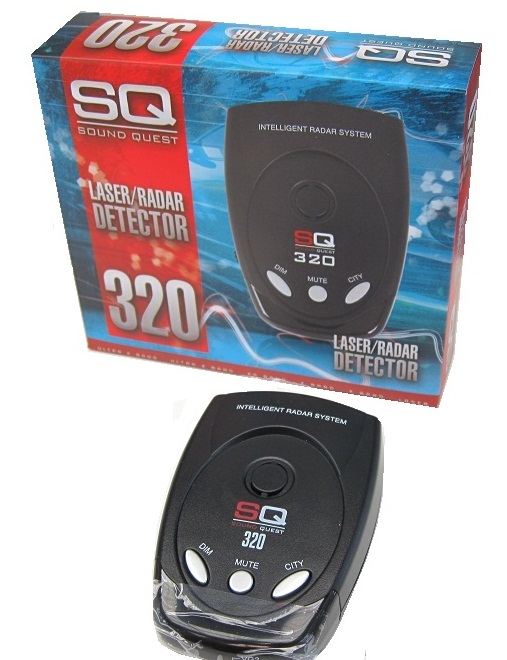 320
LASER/RADAR
DETECTOR
SQ
SOUND QUEST
SQ
SOUND QUEST
LASER/RADAR
DETECTOR
320
INTELLIGENT RADAR SYSTEM
SQ
QUEST
320
DIM
MUTE
CITY
LASER/RADAR
DETECTOR
INTELLIGENT RADAR SYSTEM
SQ
SOUND QUEST
320
DIM
MUTE
CITY